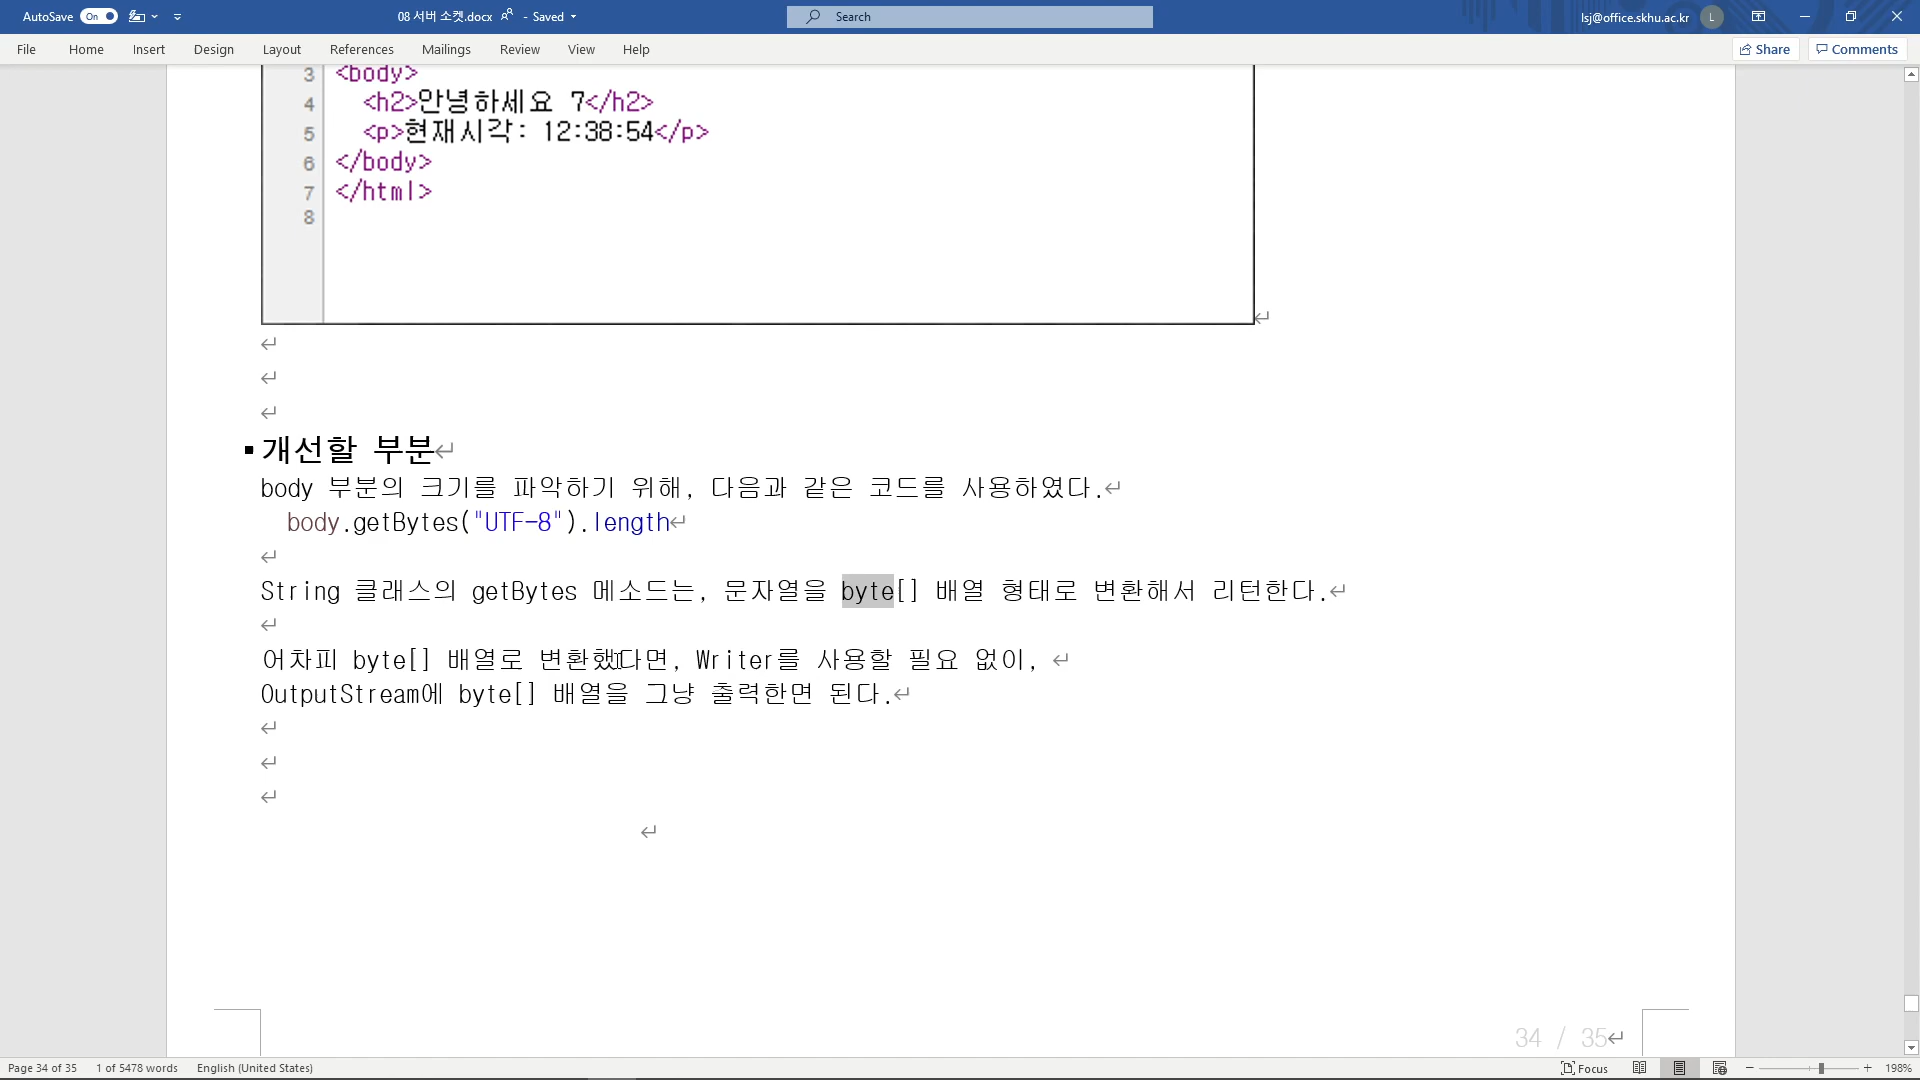 AutoSave On 08 서버 소켓.docx - Saved Search lsj@office.skhu.ac.kr L
File Home Insert Design Layout References Mailings Review View Help Share Comments
3 <body>
4 <h2>안녕하세요 7</h2>
5 <p>현재시각: 12:38:54</p>
6 </body>
7 </html>
8
개선할 부분
body 부분의 크기를 파악하기 위해, 다음과 같은 코드를 사용하였다.
body.getBytes("UTF-8").length
String 클래스의 getBytes 메소드는, 문자열을 byte[] 배열 형태로 변환해서 리턴한다.
어차피 byte[] 배열로 변환했다면, Writer를 사용할 필요 없이,
OutputStream에 byte[] 배열을 그냥 출력한면 된다.
34 / 35
Page 34 of 35 1 of 5478 words English (United States) Focus 198%